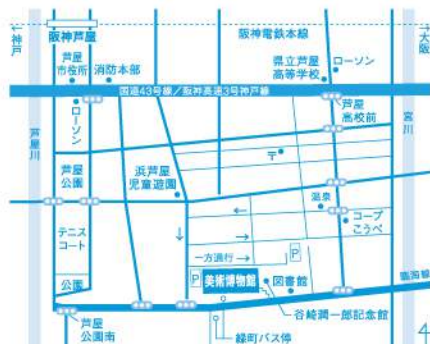 神戸
阪神芦屋
阪神電鉄本線
大阪
芦屋
市役所
消防本部
県立芦屋
高等学校
ローソン
国道43号線／阪神高速3号神戸線
ローソン
芦屋
高校前
芦屋川
宮川
芦屋
公園
浜芦屋
児童遊園
〒
温泉
コープ
こうべ
テニス
コート
一方通行
P
P
美術博物館
図書館
臨海線
公園
谷崎潤一郎記念館
芦屋
公園南
緑町バス停
4